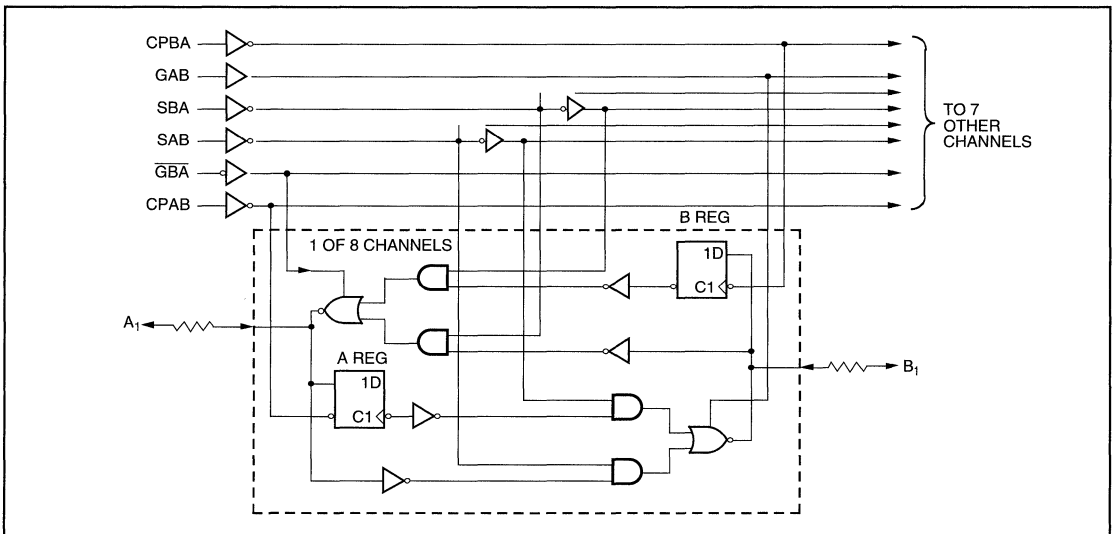 CPBA
GAB
SBA
SAB
GBA
CPAB
TO 7
OTHER
CHANNELS
B REG
1 OF 8 CHANNELS
1D
C1
A1
A REG
1D
C1
B1